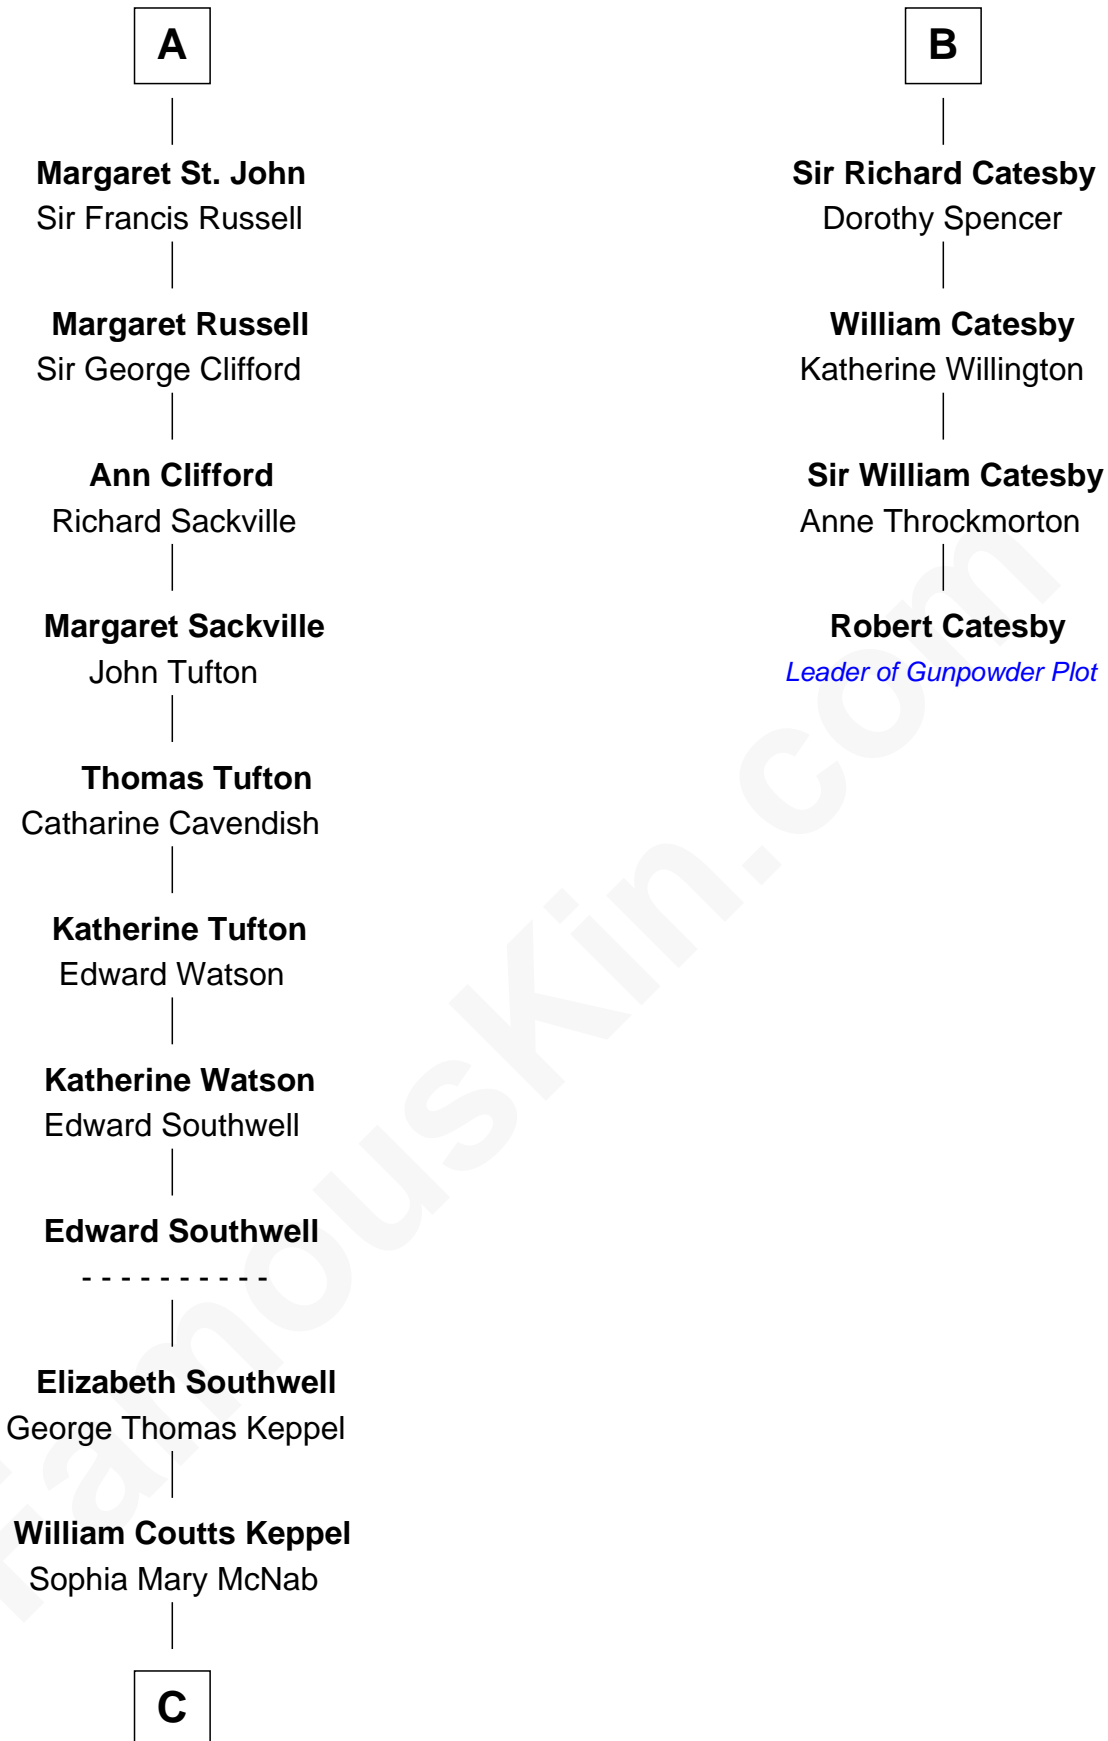 A
Margaret St. John
Sir Francis Russell
Margaret Russell
Sir George Clifford
Ann Clifford
Richard Sackville
Margaret Sackville
John Tufton
Thomas Tufton
Catharine Cavendish
Katherine Tufton
Edward Watson
Katherine Watson
Edward Southwell
Edward Southwell
- - - - - - - - - -
Elizabeth Southwell
George Thomas Keppel
William Coutts Keppel
Sophia Mary McNab
C
B
Sir Richard Catesby
Dorothy Spencer
William Catesby
Katherine Willington
Sir William Catesby
Anne Throckmorton
Robert Catesby
Leader of Gunpowder Plot
FamousKin.com